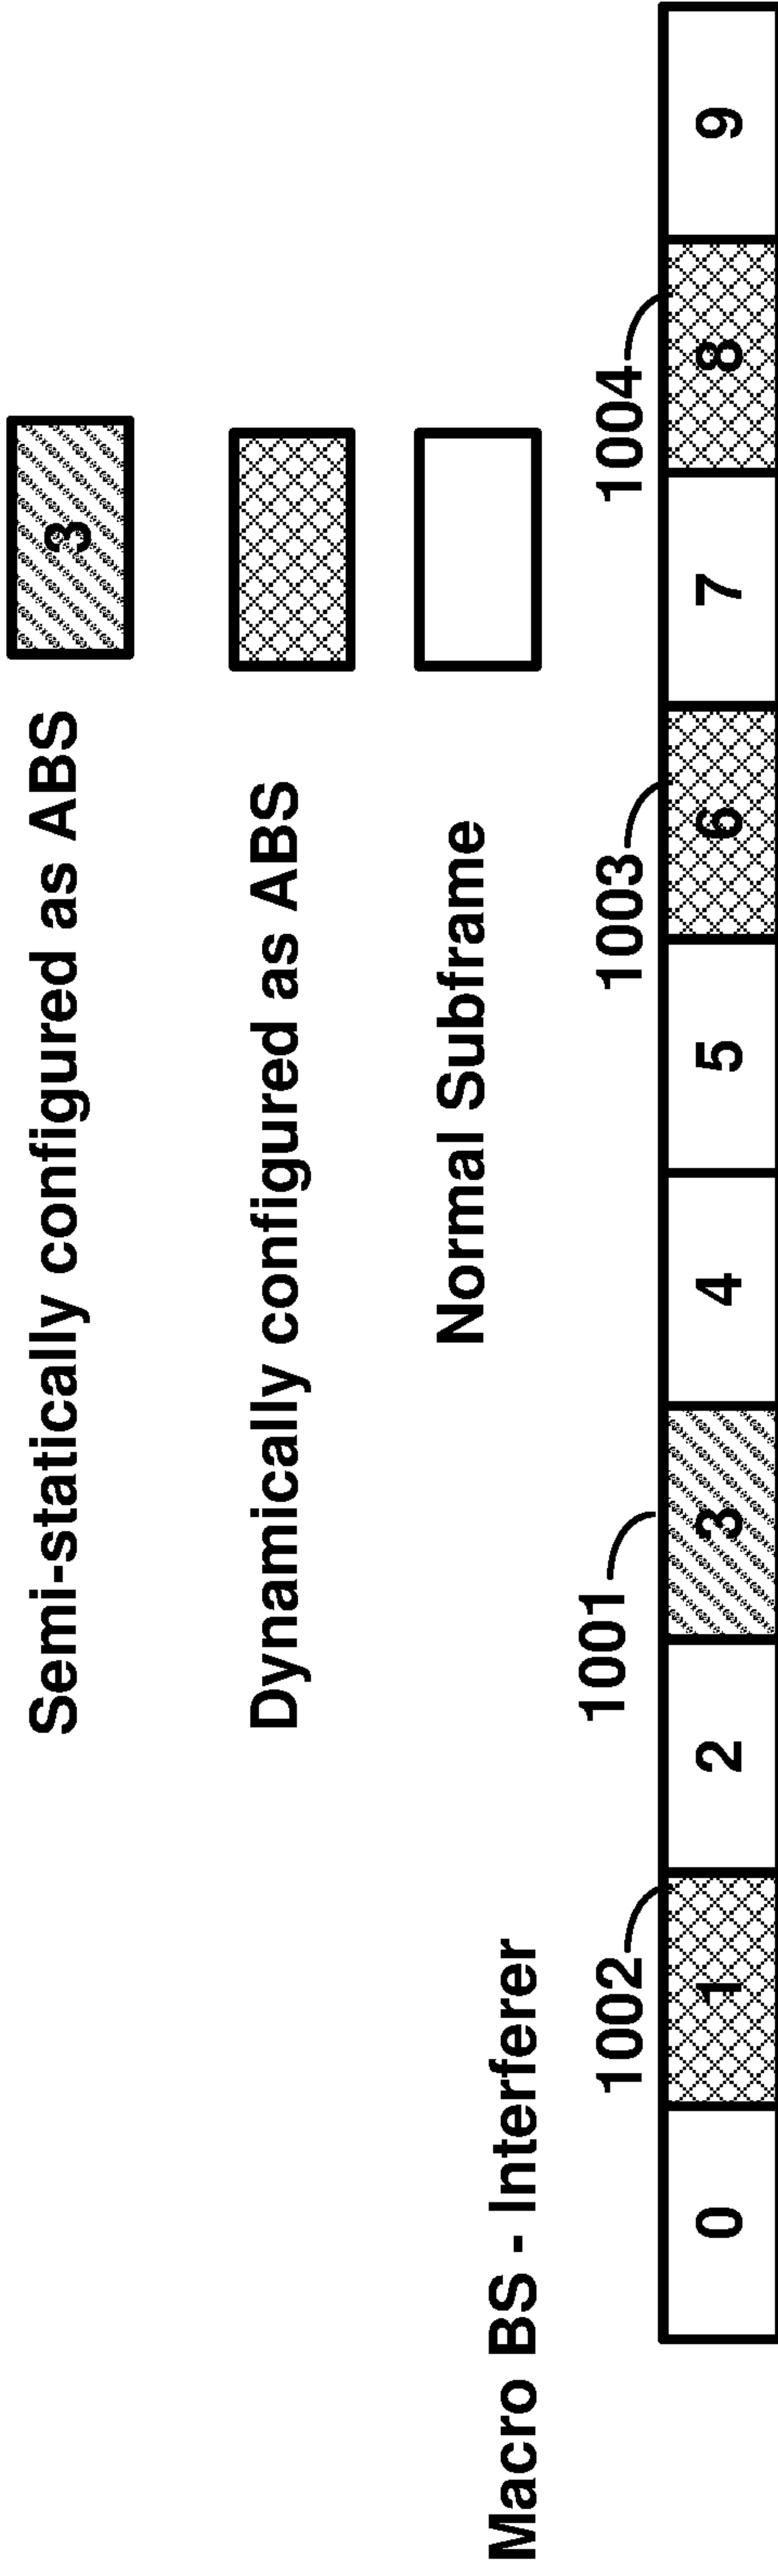 Semi-statically configured as ABS
3
Dynamically configured as ABS
Normal Subframe
Macro BS - Interferer
1002
1001
1003
1004
0 1 2 3 4 5 6 7 8 9